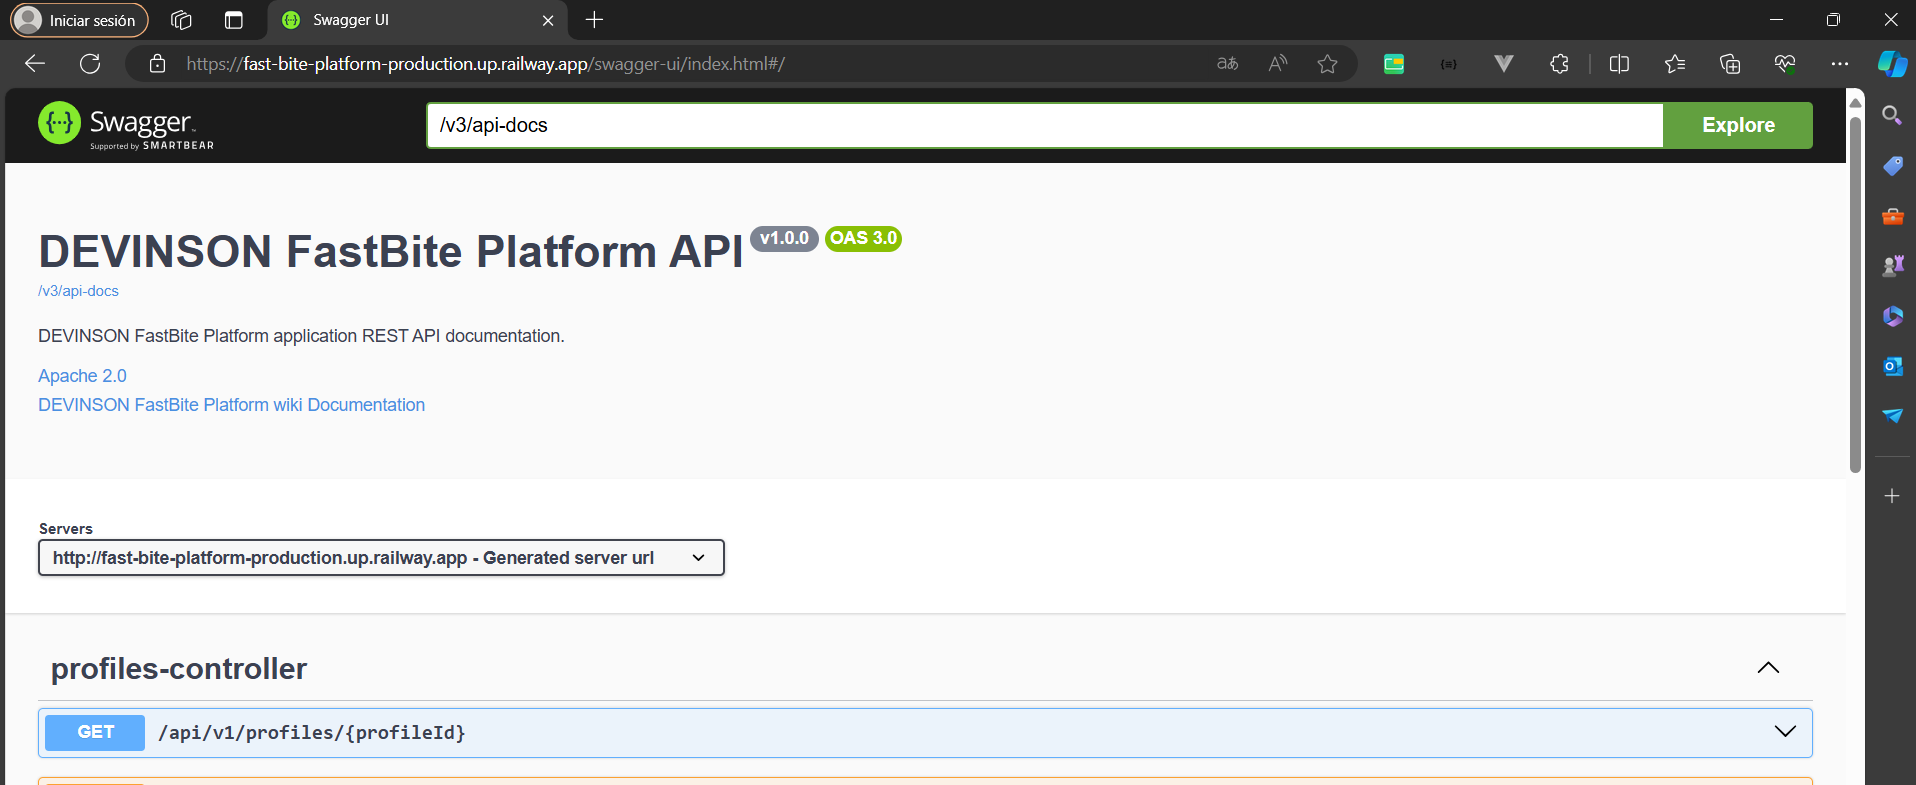 Iniciar sesión
Swagger UI
https://fast-bite-platform-production.up.railway.app/swagger-ui/index.html#/
Swagger
Supported by SMARTBEAR
/v3/api-docs
Explore
DEVINSON FastBite Platform API v1.0.0 OAS 3.0
/v3/api-docs
DEVINSON FastBite Platform application REST API documentation.
Apache 2.0
DEVINSON FastBite Platform wiki Documentation
Servers
http://fast-bite-platform-production.up.railway.app - Generated server url
profiles-controller
GET /api/v1/profiles/{profileId}